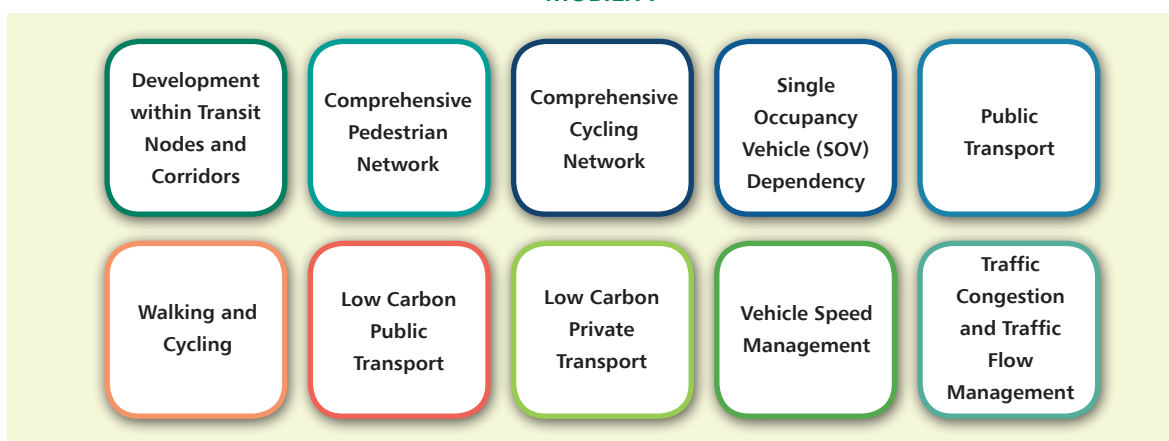 MOBILITY
Development
within Transit
Nodes and
Corridors
Comprehensive
Pedestrian
Network
Comprehensive
Cycling
Network
Single
Occupancy
Vehicle (SOV)
Dependency
Public
Transport
Walking and
Cycling
Low Carbon
Public
Transport
Low Carbon
Private
Transport
Vehicle Speed
Management
Traffic
Congestion
and Traffic
Flow
Management